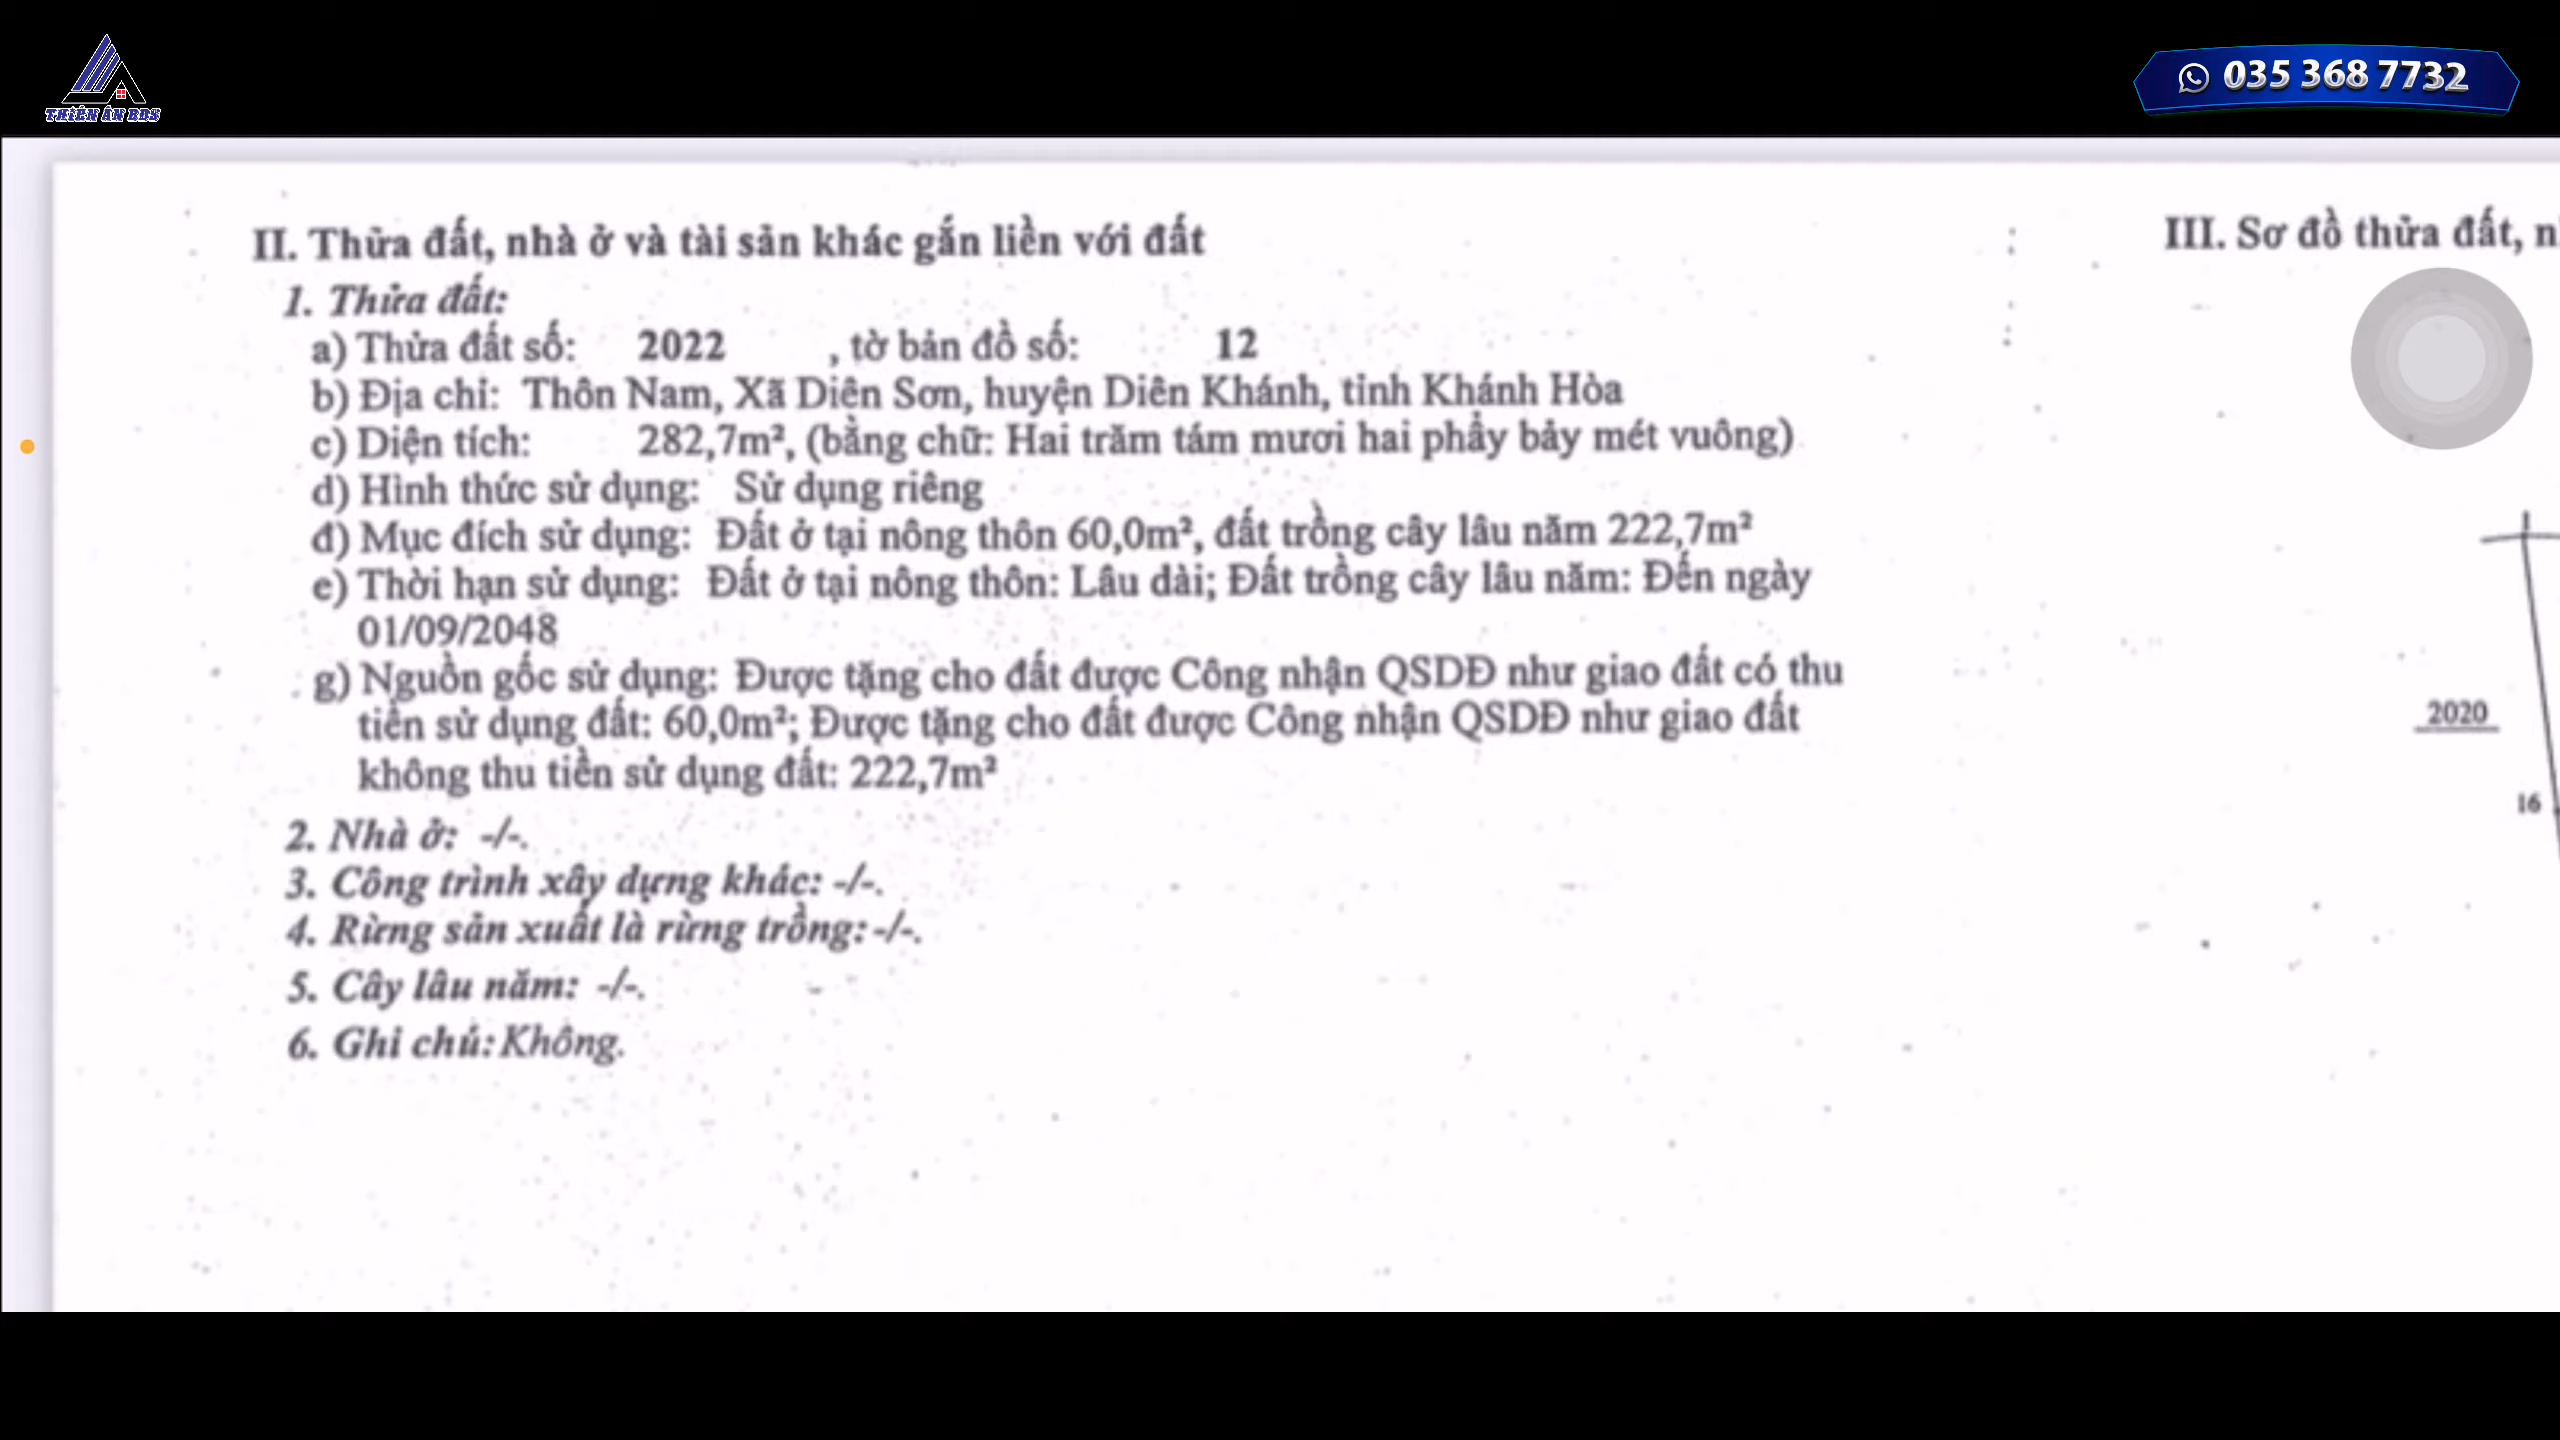 THIÊN ÂN BDS
035 368 7732
II. Thửa đất, nhà ở và tài sản khác gắn liền với đất
1. Thửa đất:
a) Thửa đất số: 2022 , tờ bản đồ số: 12
b) Địa chỉ: Thôn Nam, Xã Diên Sơn, huyện Diên Khánh, tỉnh Khánh Hòa
c) Diện tích: 282,7m², (bằng chữ: Hai trăm tám mươi hai phẩy bảy mét vuông)
d) Hình thức sử dụng: Sử dụng riêng
đ) Mục đích sử dụng: Đất ở tại nông thôn 60,0m², đất trồng cây lâu năm 222,7m²
e) Thời hạn sử dụng: Đất ở tại nông thôn: Lâu dài; Đất trồng cây lâu năm: Đến ngày
01/09/2048
g) Nguồn gốc sử dụng: Được tặng cho đất được Công nhận QSDĐ như giao đất có thu
tiền sử dụng đất: 60,0m²; Được tặng cho đất được Công nhận QSDĐ như giao đất
không thu tiền sử dụng đất: 222,7m²
2. Nhà ở: -/-.
3. Công trình xây dựng khác: -/-.
4. Rừng sản xuất là rừng trồng: -/-.
5. Cây lâu năm: -/-.
6. Ghi chú: Không.
III. Sơ đồ thửa đất,
2020
16